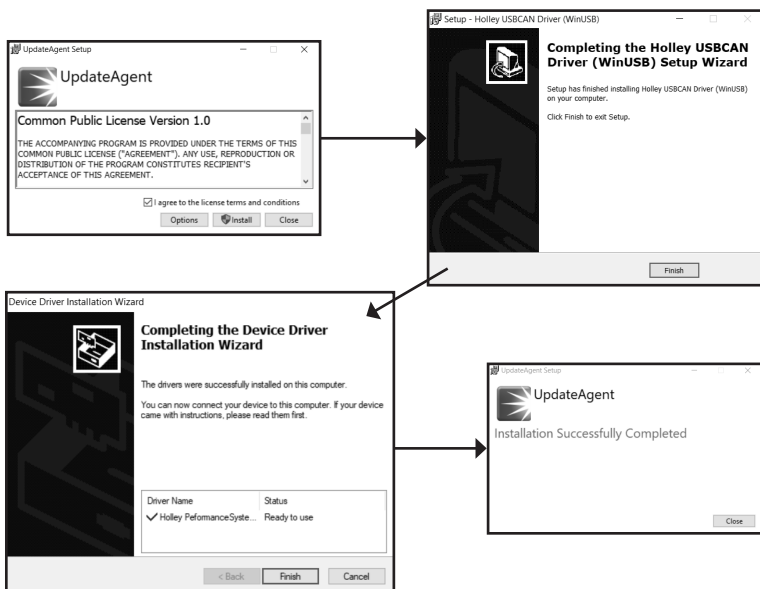 UpdateAgent Setup
UpdateAgent
Common Public License Version 1.0
THE ACCOMPANYING PROGRAM IS PROVIDED UNDER THE TERMS OF THIS
COMMON PUBLIC LICENSE ("AGREEMENT"). ANY USE, REPRODUCTION OR
DISTRIBUTION OF THE PROGRAM CONSTITUTES RECIPIENT'S
ACCEPTANCE OF THIS AGREEMENT.
I agree to the license terms and conditions
Options Install Close
Setup - Holley USBCAN Driver (WinUSB)
Completing the Holley USBCAN
Driver (WinUSB) Setup Wizard
Setup has finished installing Holley USBCAN Driver (WinUSB)
on your computer.
Click Finish to exit Setup.
Finish
Device Driver Installation Wizard
Completing the Device Driver
Installation Wizard
The drivers were successfully installed on this computer.
You can now connect your device to this computer. If your device
came with instructions, please read them first.
Driver Name Status
Holley PeformanceSyste... Ready to use
< Back Finish Cancel
UpdateAgent Setup
UpdateAgent
Installation Successfully Completed
Close